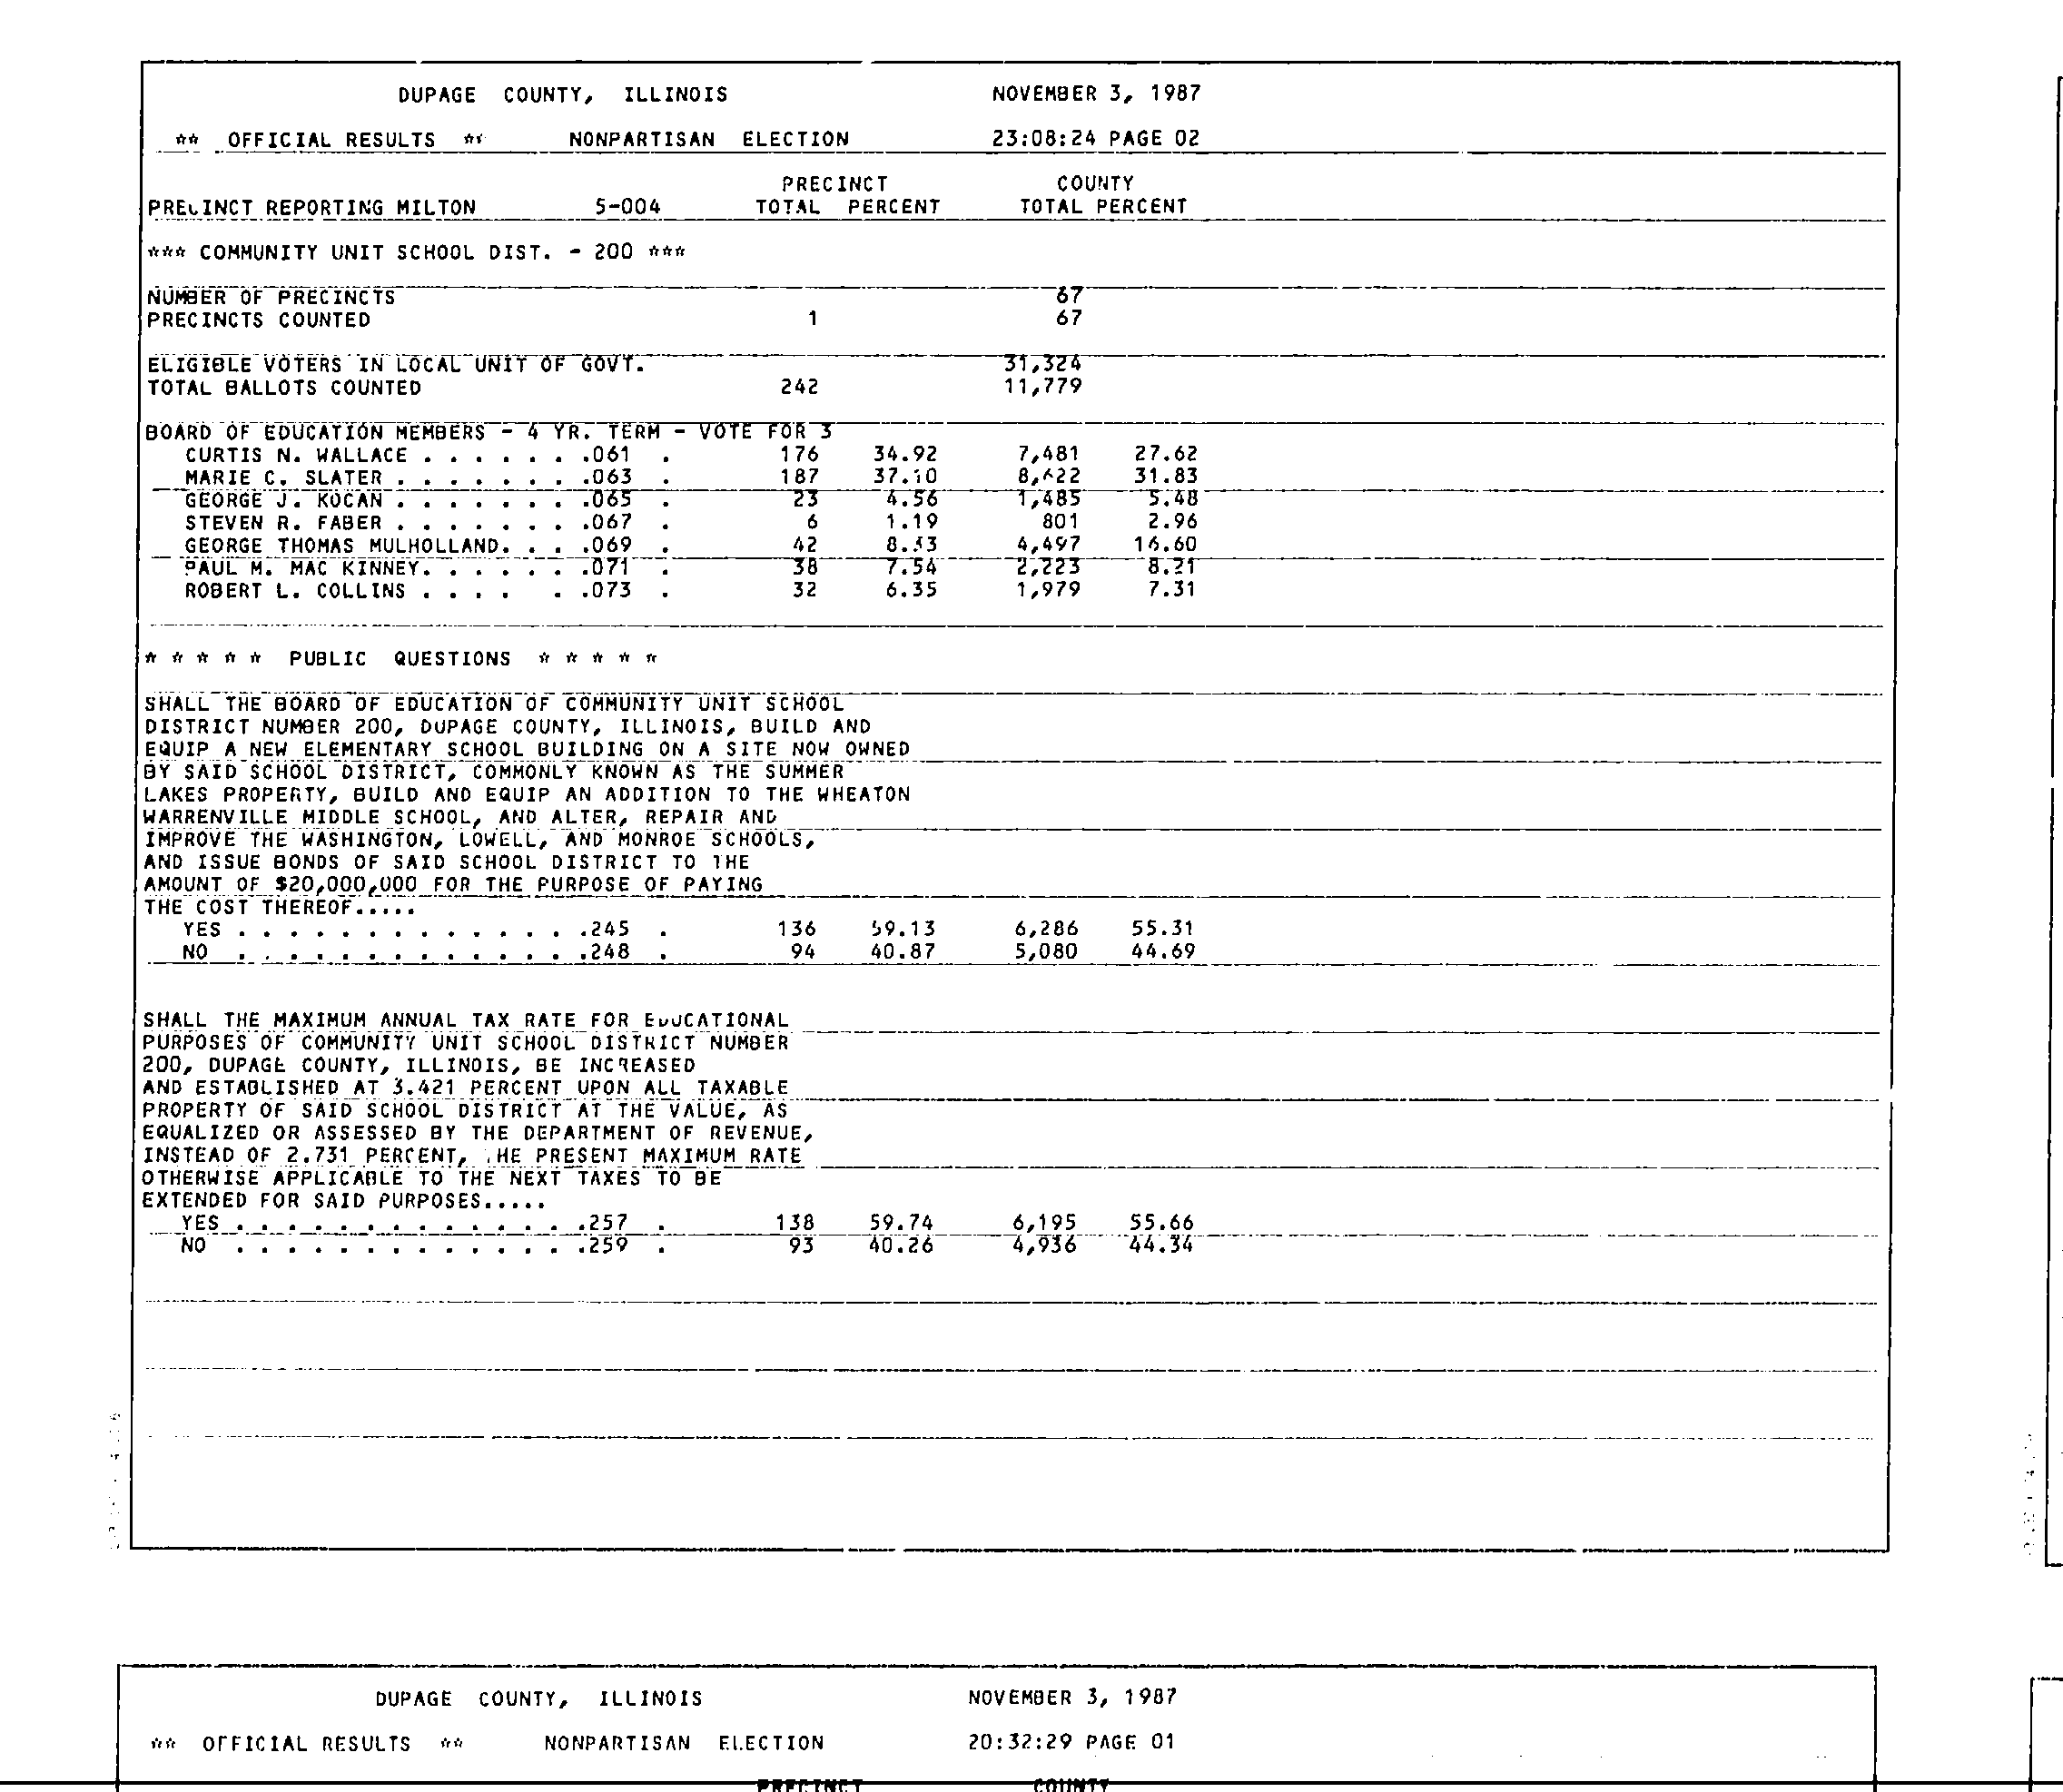 DUPAGE COUNTY, ILLINOIS NOVEMBER 3, 1987
** OFFICIAL RESULTS ** NONPARTISAN ELECTION 23:08:24 PAGE 02
PRECINCT COUNTY
PRECINCT REPORTING MILTON 5-004 TOTAL PERCENT TOTAL PERCENT
*** COMMUNITY UNIT SCHOOL DIST. - 200 ***
NUMBER OF PRECINCTS 67
PRECINCTS COUNTED 1 67
ELIGIBLE VOTERS IN LOCAL UNIT OF GOVT. 31,324
TOTAL BALLOTS COUNTED 242 11,779
BOARD OF EDUCATION MEMBERS - 4 YR. TERM - VOTE FOR 3
CURTIS N. WALLACE . . . . . . .061 . 176 34.92 7,481 27.62
MARIE C. SLATER . . . . . . . .063 . 187 37.10 8,622 31.83
GEORGE J. KOCAN . . . . . . . .065 . 23 4.56 1,485 5.48
STEVEN R. FABER . . . . . . . .067 . 6 1.19 801 2.96
GEORGE THOMAS MULHOLLAND. . . .069 . 42 8.33 4,497 16.60
PAUL M. MAC KINNEY. . . . . . .071 . 38 7.54 2,223 8.21
ROBERT L. COLLINS . . . . . .073 . 32 6.35 1,979 7.31
* * * * * PUBLIC QUESTIONS * * * * *
SHALL THE BOARD OF EDUCATION OF COMMUNITY UNIT SCHOOL
DISTRICT NUMBER 200, DUPAGE COUNTY, ILLINOIS, BUILD AND
EQUIP A NEW ELEMENTARY SCHOOL BUILDING ON A SITE NOW OWNED
BY SAID SCHOOL DISTRICT, COMMONLY KNOWN AS THE SUMMER
LAKES PROPERTY, BUILD AND EQUIP AN ADDITION TO THE WHEATON
WARRENVILLE MIDDLE SCHOOL, AND ALTER, REPAIR AND
IMPROVE THE WASHINGTON, LOWELL, AND MONROE SCHOOLS,
AND ISSUE BONDS OF SAID SCHOOL DISTRICT TO THE
AMOUNT OF $20,000,000 FOR THE PURPOSE OF PAYING
THE COST THEREOF.....
YES . . . . . . . . . . . . . .245 . 136 59.13 6,286 55.31
NO . . . . . . . . . . . . . .248 . 94 40.87 5,080 44.69
SHALL THE MAXIMUM ANNUAL TAX RATE FOR EDUCATIONAL
PURPOSES OF COMMUNITY UNIT SCHOOL DISTRICT NUMBER
200, DUPAGE COUNTY, ILLINOIS, BE INCREASED
AND ESTABLISHED AT 3.421 PERCENT UPON ALL TAXABLE
PROPERTY OF SAID SCHOOL DISTRICT AT THE VALUE, AS
EQUALIZED OR ASSESSED BY THE DEPARTMENT OF REVENUE,
INSTEAD OF 2.731 PERCENT, THE PRESENT MAXIMUM RATE
OTHERWISE APPLICABLE TO THE NEXT TAXES TO BE
EXTENDED FOR SAID PURPOSES.....
YES . . . . . . . . . . . . . .257 . 138 59.74 6,195 55.66
NO . . . . . . . . . . . . . .259 . 93 40.26 4,936 44.34
DUPAGE COUNTY, ILLINOIS NOVEMBER 3, 1987
** OFFICIAL RESULTS ** NONPARTISAN ELECTION 20:32:29 PAGE 01
PRECINCT COUNTY